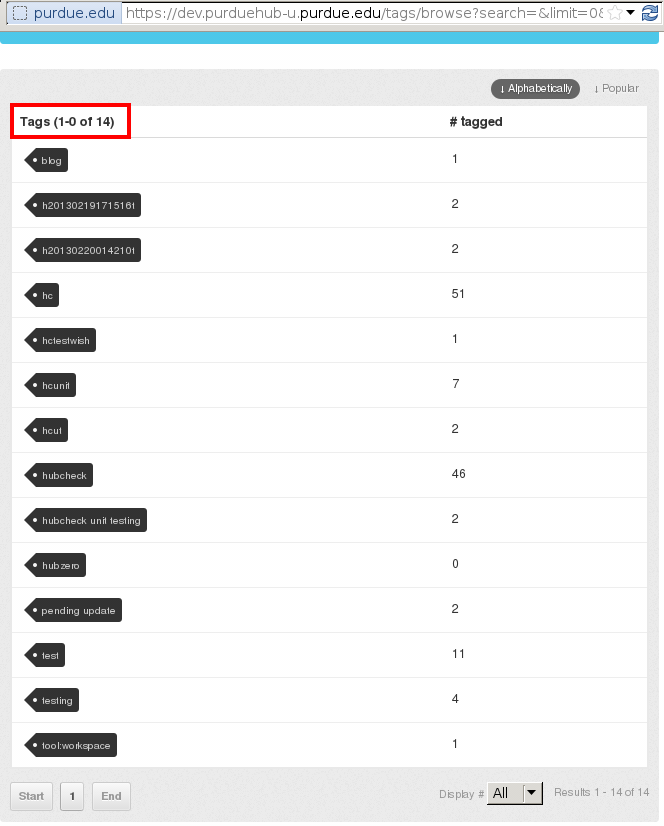 purdue.edu https://dev.purduehub-u.purdue.edu/tags/browse?search=&limit=0&
↓ Alphabetically ↓ Popular
Tags (1-0 of 14) # tagged
blog 1
h20130219171516t 2
h20130220014210t 2
hc 51
hctestwish 1
hcunit 7
hcut 2
hubcheck 46
hubcheck unit testing 2
hubzero 0
pending update 2
test 11
testing 4
tool:workspace 1
Start 1 End Display # All Results 1 - 14 of 14